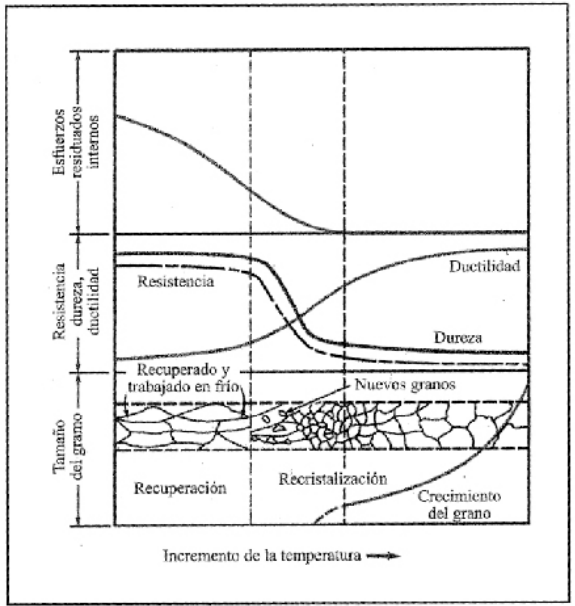 Esfuerzos
residuados
internos
Resistencia
dureza,
ductilidad
Resistencia
Ductilidad
Dureza
Recuperado y
trabajado en frío
Nuevos granos
Tamaño
del gramo
Recuperación
Recristalización
Crecimiento
del grano
Incremento de la temperatura